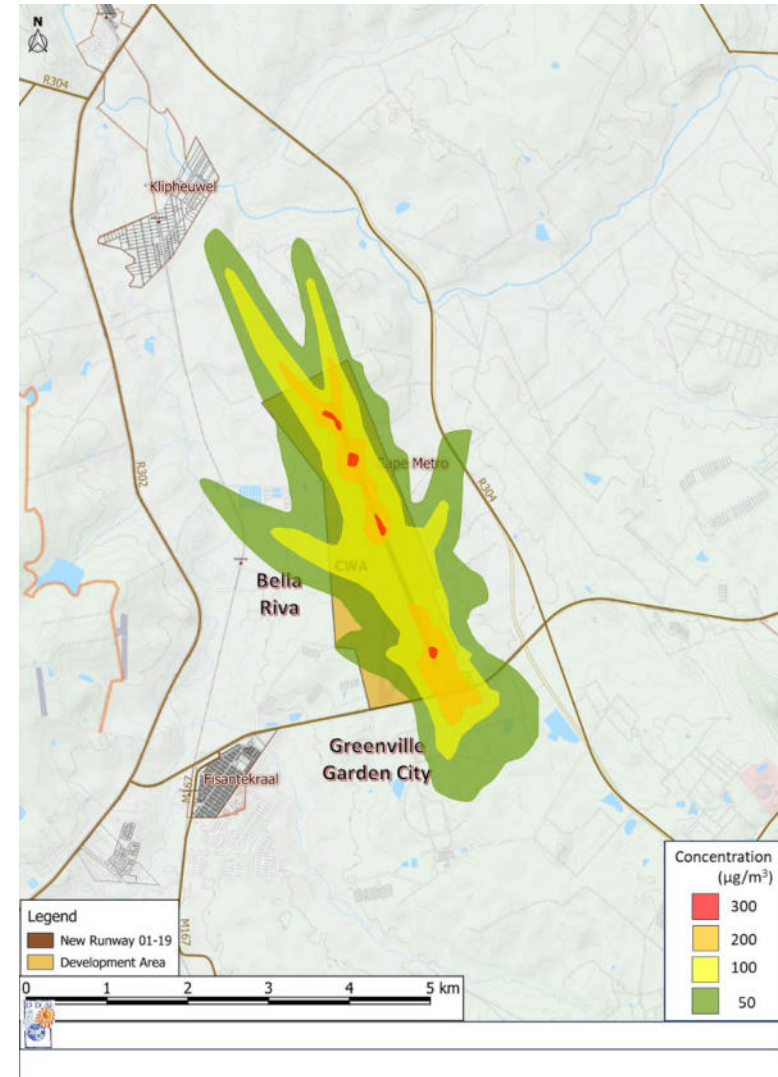 N
R304
Klipheuwel
R302
Cape Metro
R304
CWA
Bella
Riva
Greenville
Garden City
Fisantekraal
M167
M167
Concentration
(µg/m³)
300
200
100
50
Legend
New Runway 01-19
Development Area
0 1 2 3 4 5 km